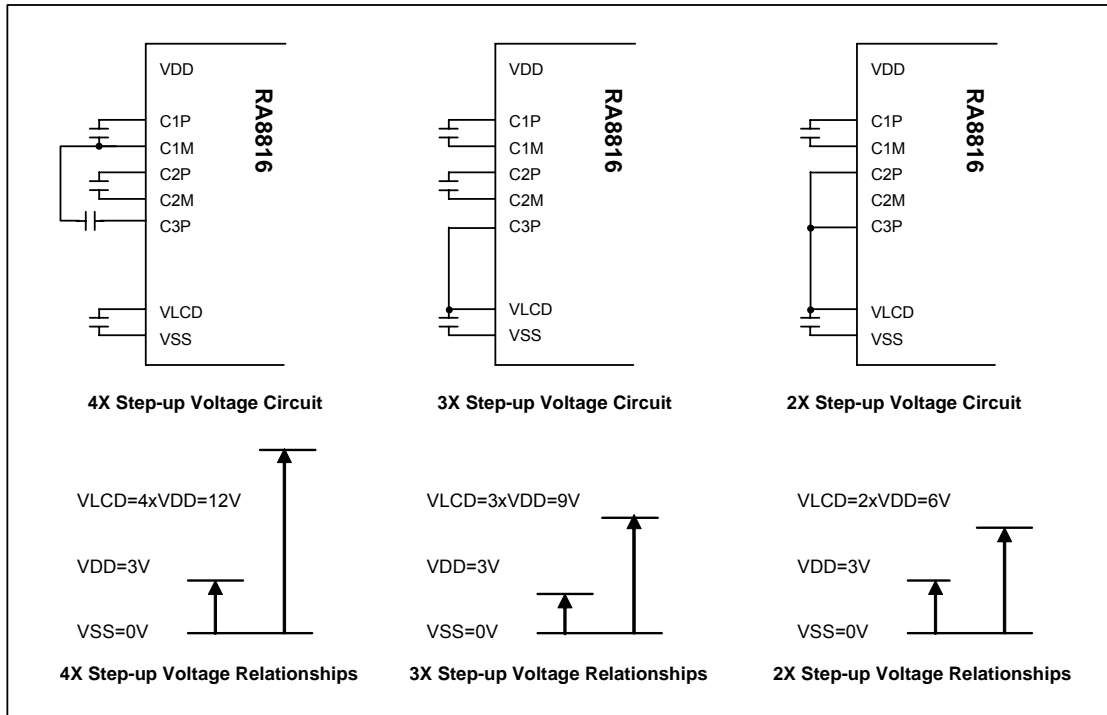 VDD
C1P
C1M
C2P
C2M
C3P
VLCD
VSS
RA8816
4X Step-up Voltage Circuit
VDD
C1P
C1M
C2P
C2M
C3P
VLCD
VSS
RA8816
3X Step-up Voltage Circuit
VDD
C1P
C1M
C2P
C2M
C3P
VLCD
VSS
RA8816
2X Step-up Voltage Circuit
VLCD=4xVDD=12V
VDD=3V
VSS=0V
4X Step-up Voltage Relationships
VLCD=3xVDD=9V
VDD=3V
VSS=0V
3X Step-up Voltage Relationships
VLCD=2xVDD=6V
VDD=3V
VSS=0V
2X Step-up Voltage Relationships